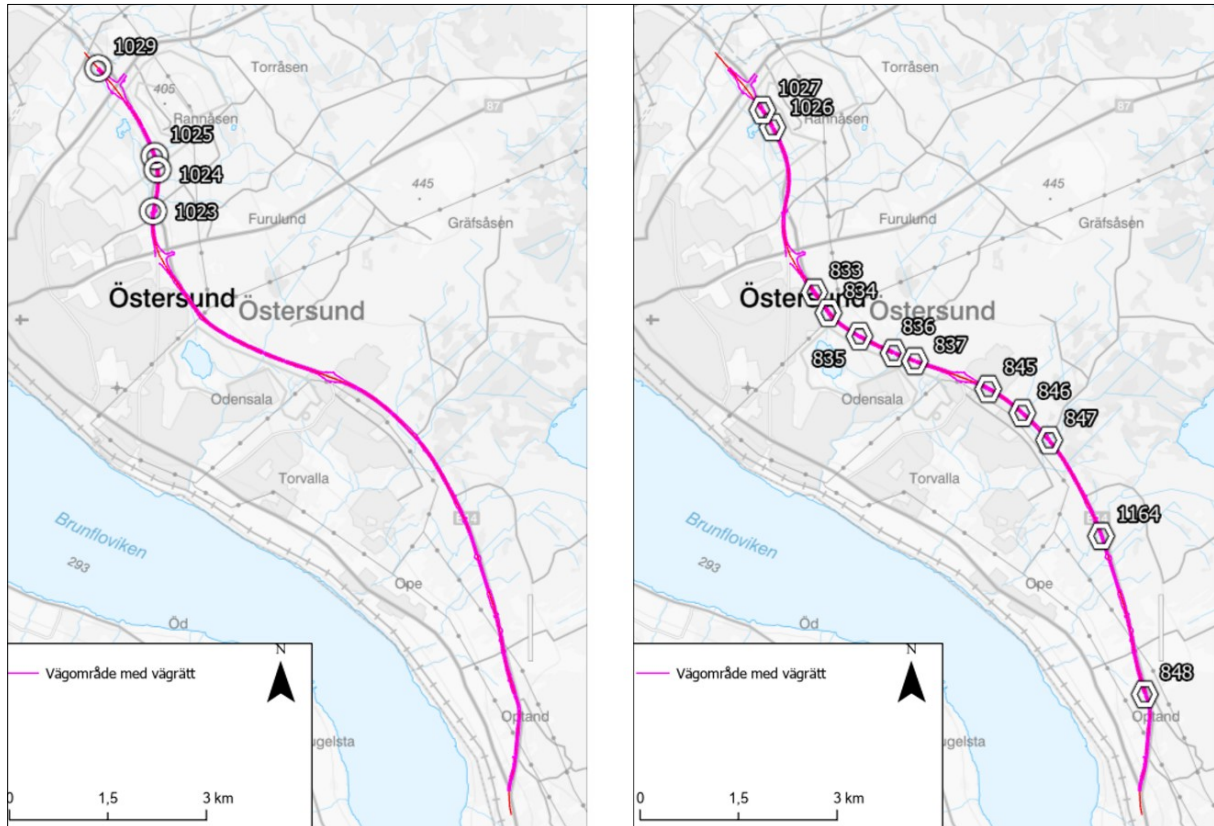 1029
Torråsen
405
87
Rannåsen
1025
1024
445
1023
Furulund
Gräfsåsen
Östersund
Östersund
Odensala
Torvalla
Brunfloviken
293
Ope
Öd
N
Vägområde med vägrätt
Optand
ugelsta
0 1,5 3 km
Torråsen
87
1027
1026
Rannåsen
445
Furulund
Gräfsåsen
833
834
Östersund
Östersund
836
835
837
845
Odensala
846
847
Torvalla
Brunfloviken
1164
293
Ope
Öd
N
Vägområde med vägrätt
848
Optand
ugelsta
0 1,5 3 km